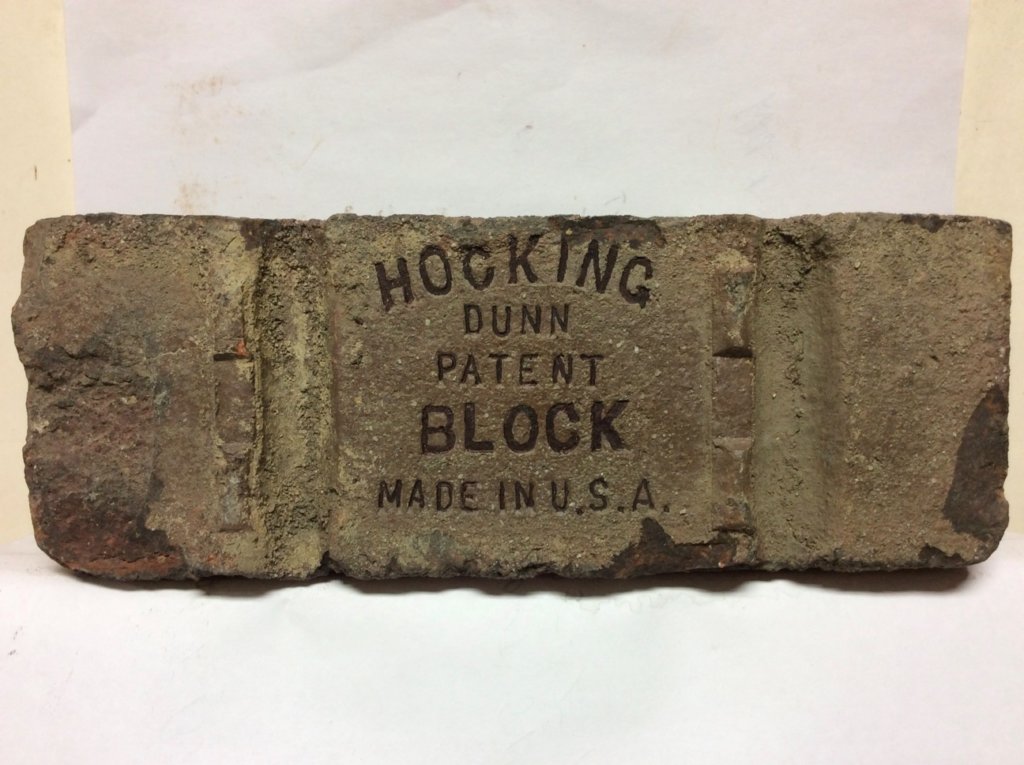 HOCKING
DUNN
PATENT
BLOCK
MADE IN U.S.A.